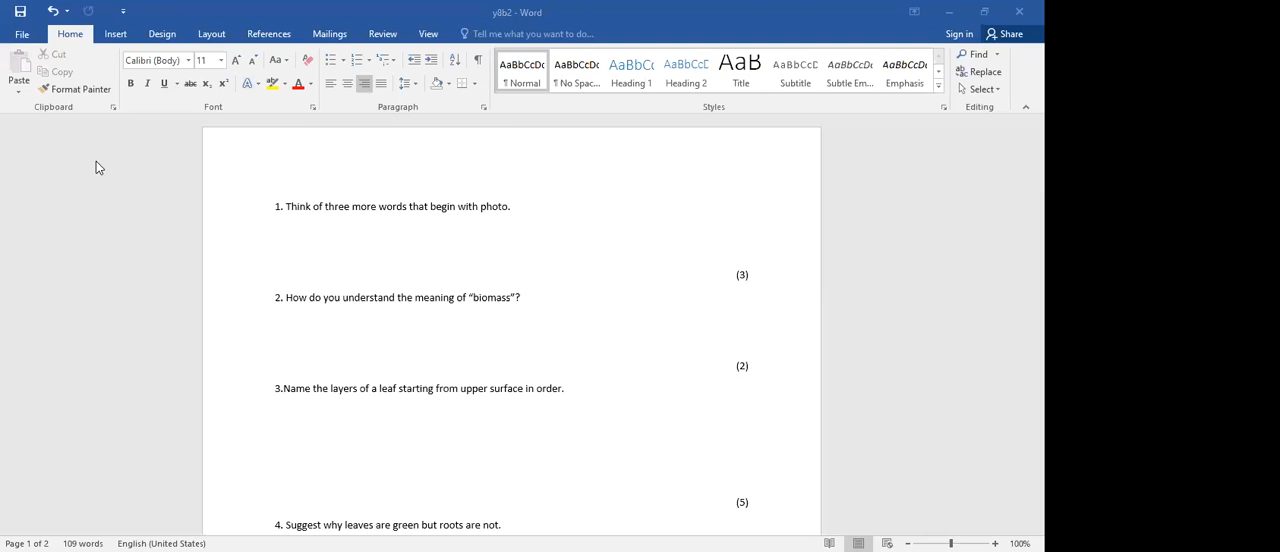 y8b2 - Word
File Home Insert Design Layout References Mailings Review View Tell me what you want to do... Sign in Share
Paste Cut Copy Format Painter
Calibri (Body) 11
B I U abc x₂ x² A A
AaBbCcDc AaBbCcDc AaBbCc AaBbCcD AaB AaBbCcD AaBbCcDc AaBbCcDc
¶ Normal ¶ No Spac... Heading 1 Heading 2 Title Subtitle Subtle Em... Emphasis
Find Replace Select
Clipboard Font Paragraph Styles Editing
1. Think of three more words that begin with photo.
(3)
2. How do you understand the meaning of “biomass”?
(2)
3.Name the layers of a leaf starting from upper surface in order.
(5)
4. Suggest why leaves are green but roots are not.
Page 1 of 2 109 words English (United States) 100%